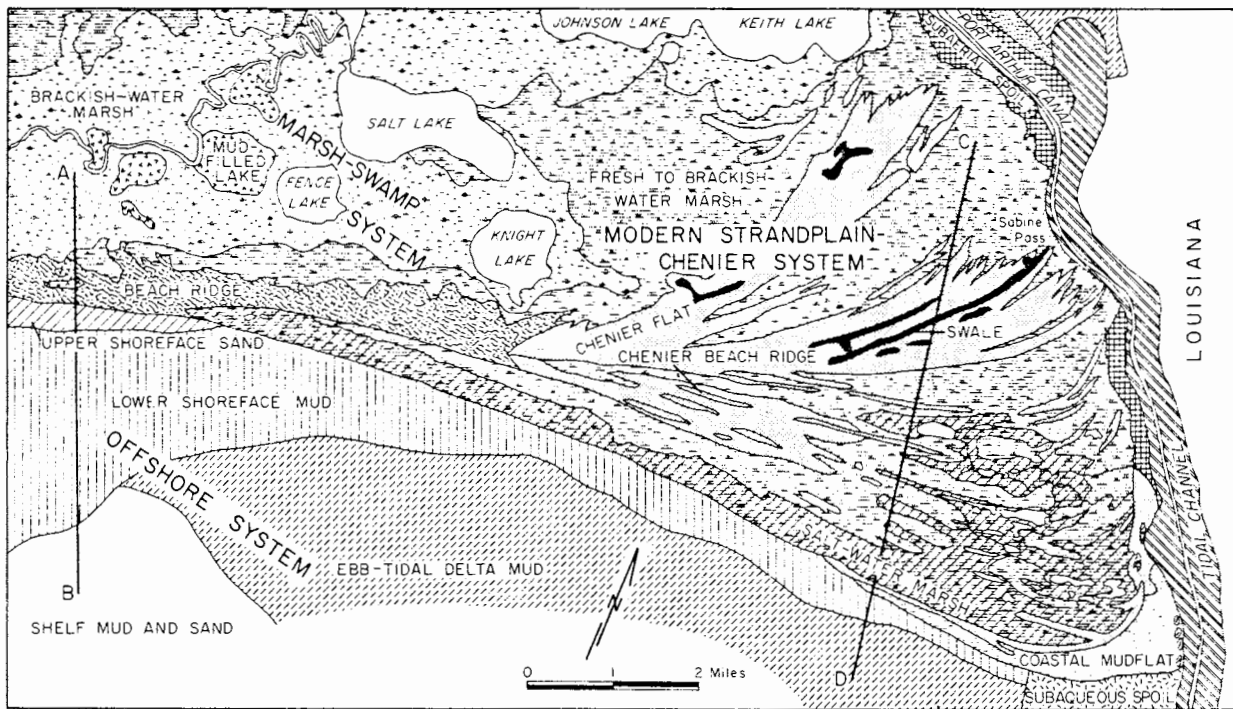 JOHNSON LAKE
KEITH LAKE
PORT ARTHUR CANAL
SUBAERIAL SPOIL
BRACKISH-WATER
MARSH
SALT LAKE
MARSH-SWAMP
SYSTEM
MUD
FILLED
LAKE
FENCE
LAKE
A
C
FRESH TO BRACKISH
WATER MARSH
MODERN STRANDPLAIN-
CHENIER SYSTEM
Sabine
Pass
KNIGHT
LAKE
LOUISIANA
BEACH RIDGE
CHENIER FLAT
SWALE
UPPER SHOREFACE SAND
CHENIER BEACH RIDGE
LOWER SHOREFACE MUD
OFFSHORE SYSTEM
TIDAL CHANNEL
SALT WATER MARSH
EBB-TIDAL DELTA MUD
B
SHELF MUD AND SAND
N
COASTAL MUDFLAT
0 1 2 Miles
D
SUBAQUEOUS SPOIL